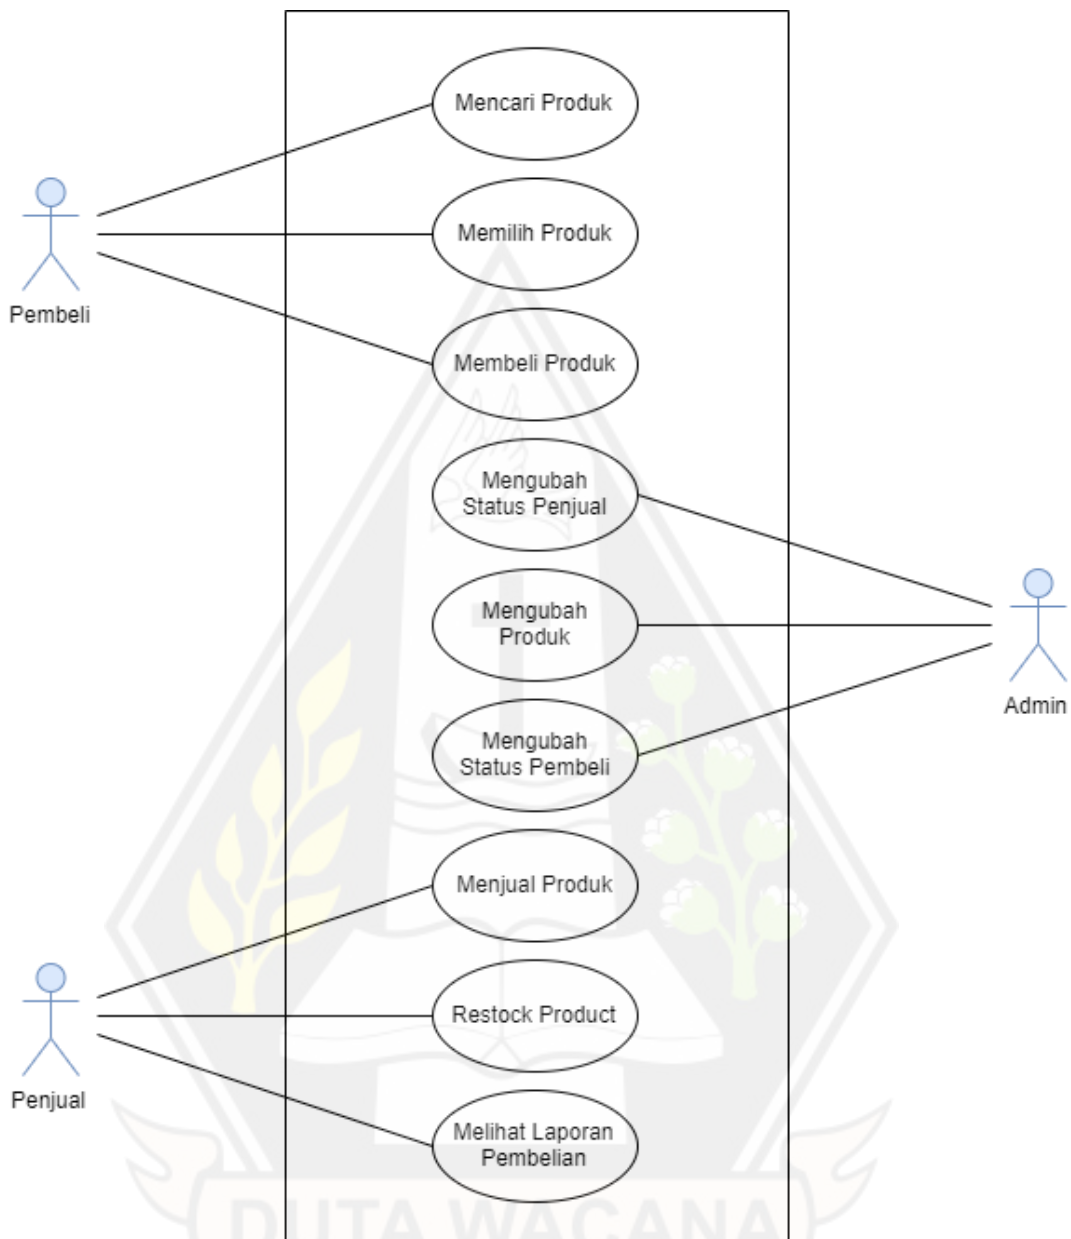 Mencari Produk
Memilih Produk
Pembeli
Membeli Produk
Mengubah
Status Penjual
Mengubah
Produk
Admin
Mengubah
Status Pembeli
Menjual Produk
Restock Product
Penjual
Melihat Laporan
Pembelian
DUTA WACANA